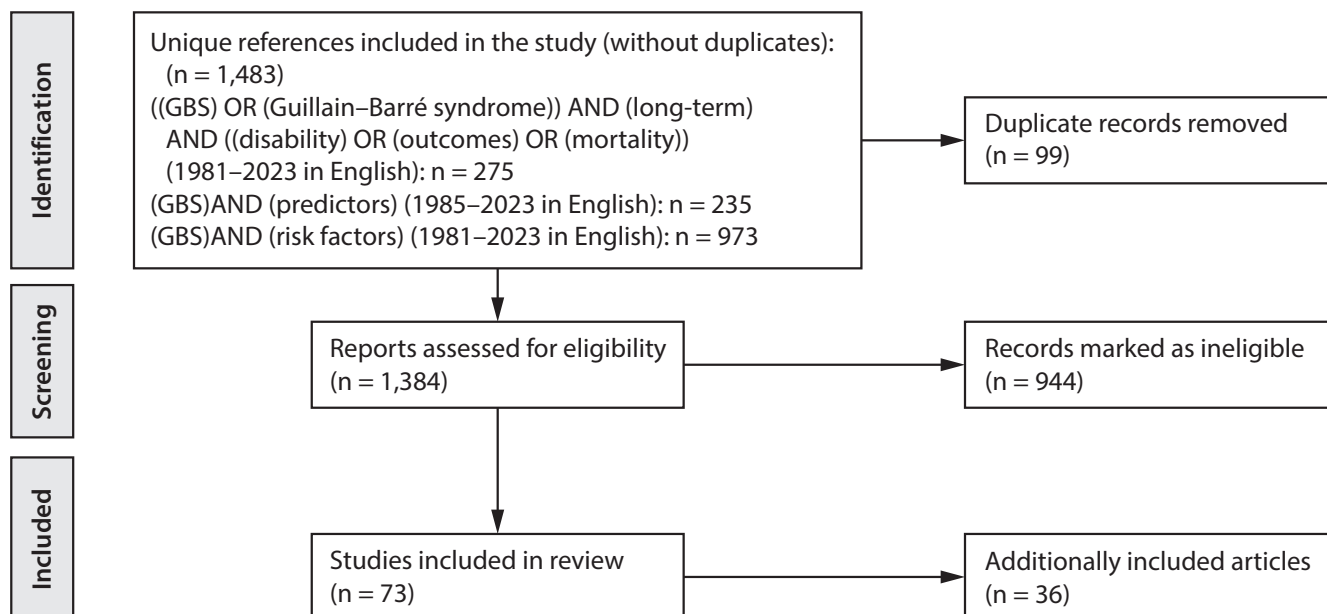 Identification
Unique references included in the study (without duplicates):
(n = 1,483)
((GBS) OR (Guillain–Barré syndrome)) AND (long-term)
AND ((disability) OR (outcomes) OR (mortality))
(1981–2023 in English): n = 275
(GBS)AND (predictors) (1985–2023 in English): n = 235
(GBS)AND (risk factors) (1981–2023 in English): n = 973
Duplicate records removed
(n = 99)
Screening
Reports assessed for eligibility
(n = 1,384)
Records marked as ineligible
(n = 944)
Included
Studies included in review
(n = 73)
Additionally included articles
(n = 36)